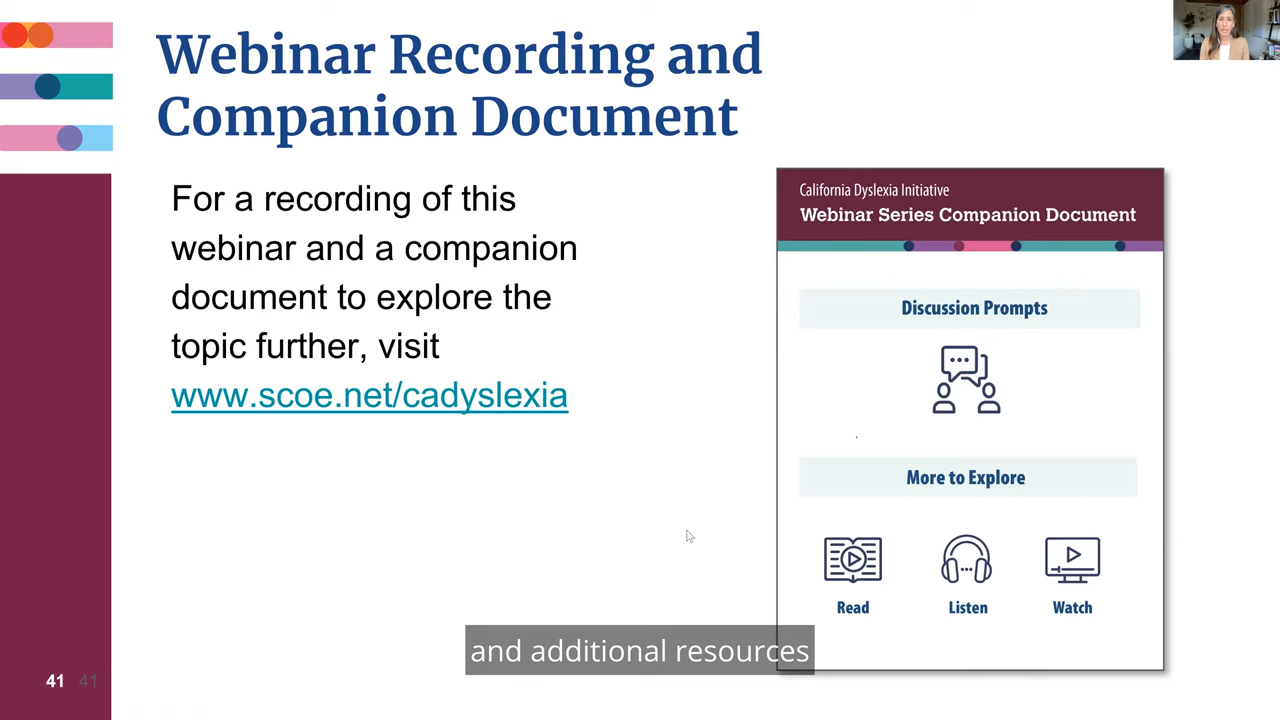 Webinar Recording and
Companion Document
For a recording of this
webinar and a companion
document to explore the
topic further, visit
www.scoe.net/cadyslexia
California Dyslexia Initiative
Webinar Series Companion Document
Discussion Prompts
More to Explore
Read
Listen
Watch
and additional resources
41 41